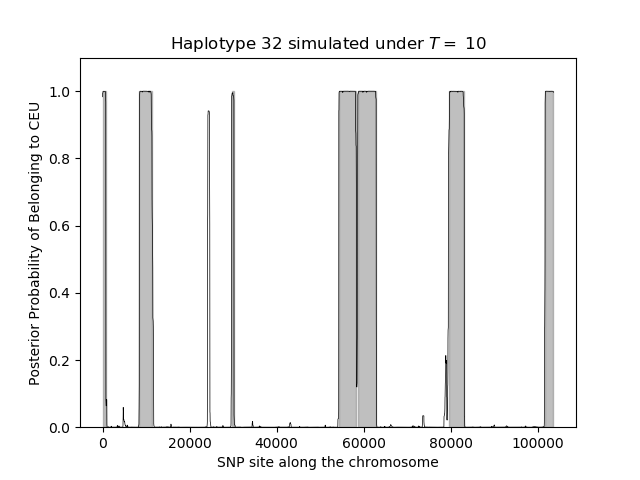 Haplotype 32 simulated under T = 10
Posterior Probability of Belonging to CEU
1.0
0.8
0.6
0.4
0.2
0.0
0 20000 40000 60000 80000 100000
SNP site along the chromosome